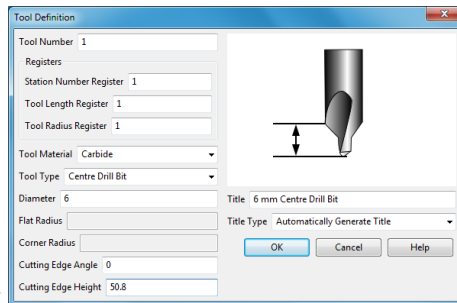 Tool Definition
Tool Number 1
Registers
Station Number Register 1
Tool Length Register 1
Tool Radius Register 1
Tool Material Carbide
Tool Type Centre Drill Bit
Diameter 6
Title 6 mm Centre Drill Bit
Flat Radius
Title Type Automatically Generate Title
Corner Radius
OK Cancel Help
Cutting Edge Angle 0
Cutting Edge Height 50.8